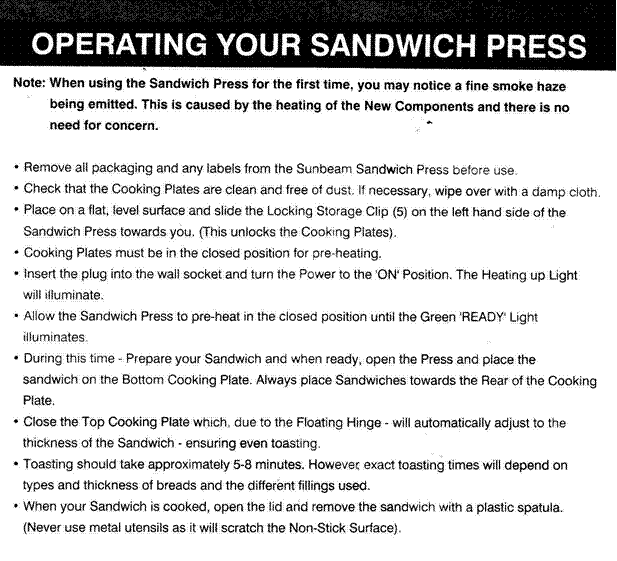 OPERATING YOUR SANDWICH PRESS
Note: When using the Sandwich Press for the first time, you may notice a fine smoke haze
being emitted. This is caused by the heating of the New Components and there is no
need for concern.
• Remove all packaging and any labels from the Sunbeam Sandwich Press before use.
• Check that the Cooking Plates are clean and free of dust. If necessary, wipe over with a damp cloth.
• Place on a flat, level surface and slide the Locking Storage Clip (5) on the left hand side of the
Sandwich Press towards you. (This unlocks the Cooking Plates).
• Cooking Plates must be in the closed position for pre-heating.
• Insert the plug into the wall socket and turn the Power to the 'ON' Position. The Heating up Light
will illuminate.
• Allow the Sandwich Press to pre-heat in the closed position until the Green 'READY' Light
illuminates.
• During this time - Prepare your Sandwich and when ready, open the Press and place the
sandwich on the Bottom Cooking Plate. Always place Sandwiches towards the Rear of the Cooking
Plate.
• Close the Top Cooking Plate which, due to the Floating Hinge - will automatically adjust to the
thickness of the Sandwich - ensuring even toasting.
• Toasting should take approximately 5-8 minutes. However, exact toasting times will depend on
types and thickness of breads and the different fillings used.
• When your Sandwich is cooked, open the lid and remove the sandwich with a plastic spatula.
(Never use metal utensils as it will scratch the Non-Stick Surface).